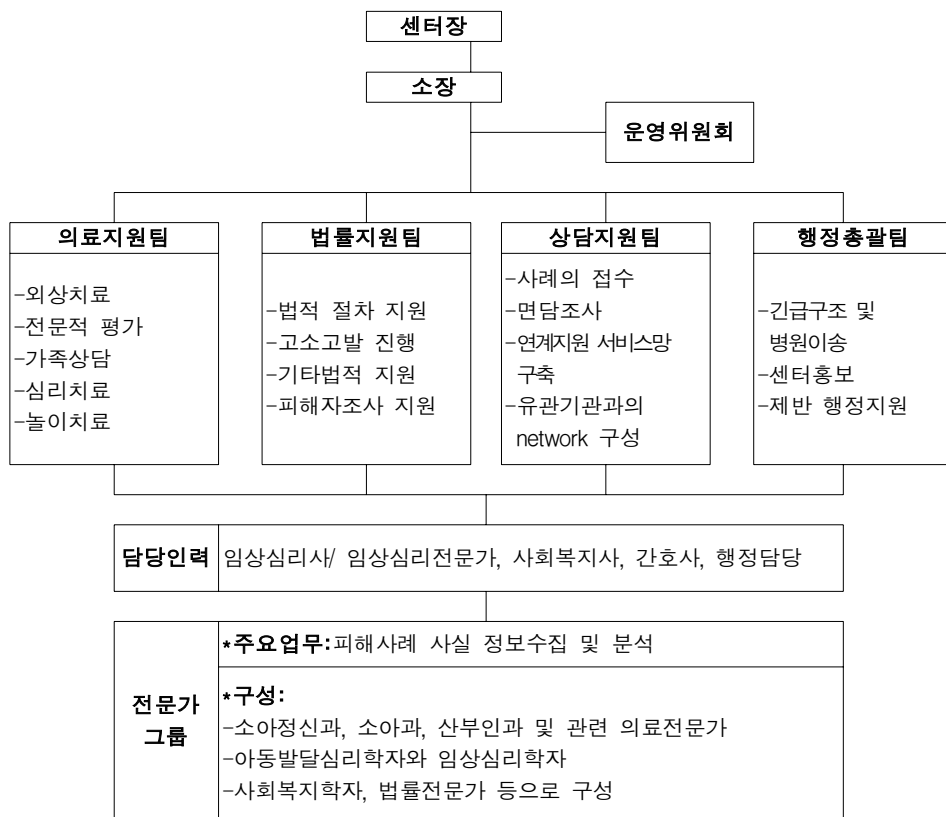 센터장
소장
운영위원회
의료지원팀
-외상치료
-전문적 평가
-가족상담
-심리치료
-놀이치료
법률지원팀
-법적 절차 지원
-고소고발 진행
-기타법적 지원
-피해자조사 지원
상담지원팀
-사례의 접수
-면담조사
-연계지원 서비스망
구축
-유관기관과의
network 구성
행정총괄팀
-긴급구조 및
병원이송
-센터홍보
-제반 행정지원
담당인력
임상심리사/ 임상심리전문가, 사회복지사, 간호사, 행정담당
전문가
그룹
*주요업무:피해사례 사실 정보수집 및 분석
*구성:
-소아정신과, 소아과, 산부인과 및 관련 의료전문가
-아동발달심리학자와 임상심리학자
-사회복지학자, 법률전문가 등으로 구성